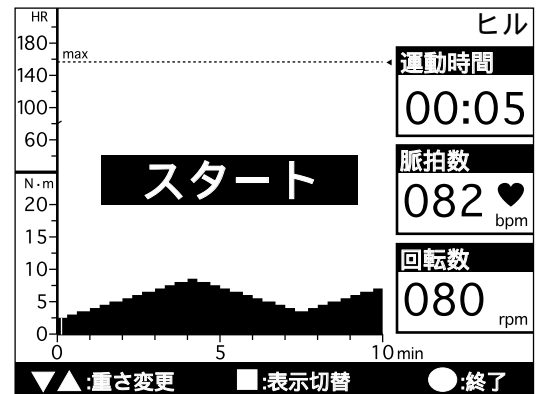 HR
ヒル
180
max
140
100
60
運動時間
00:05
スタート
脈拍数
082
bpm
N·m
20
15
10
5
0
回転数
080
rpm
0 5 10 min
▼▲:重さ変更 ■:表示切替 ●:終了